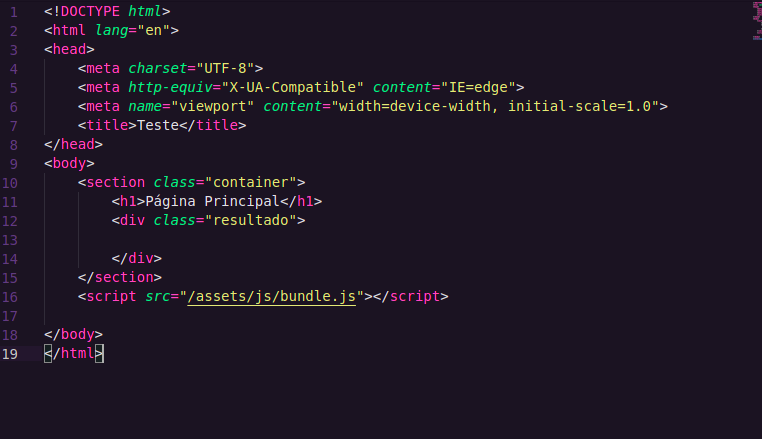 1 <!DOCTYPE html>
2 <html lang="en">
3 <head>
4     <meta charset="UTF-8">
5     <meta http-equiv="X-UA-Compatible" content="IE=edge">
6     <meta name="viewport" content="width=device-width, initial-scale=1.0">
7     <title>Teste</title>
8 </head>
9 <body>
10     <section class="container">
11         <h1>Página Principal</h1>
12         <div class="resultado">
13
14         </div>
15     </section>
16     <script src="/assets/js/bundle.js"></script>
17
18 </body>
19 </html>